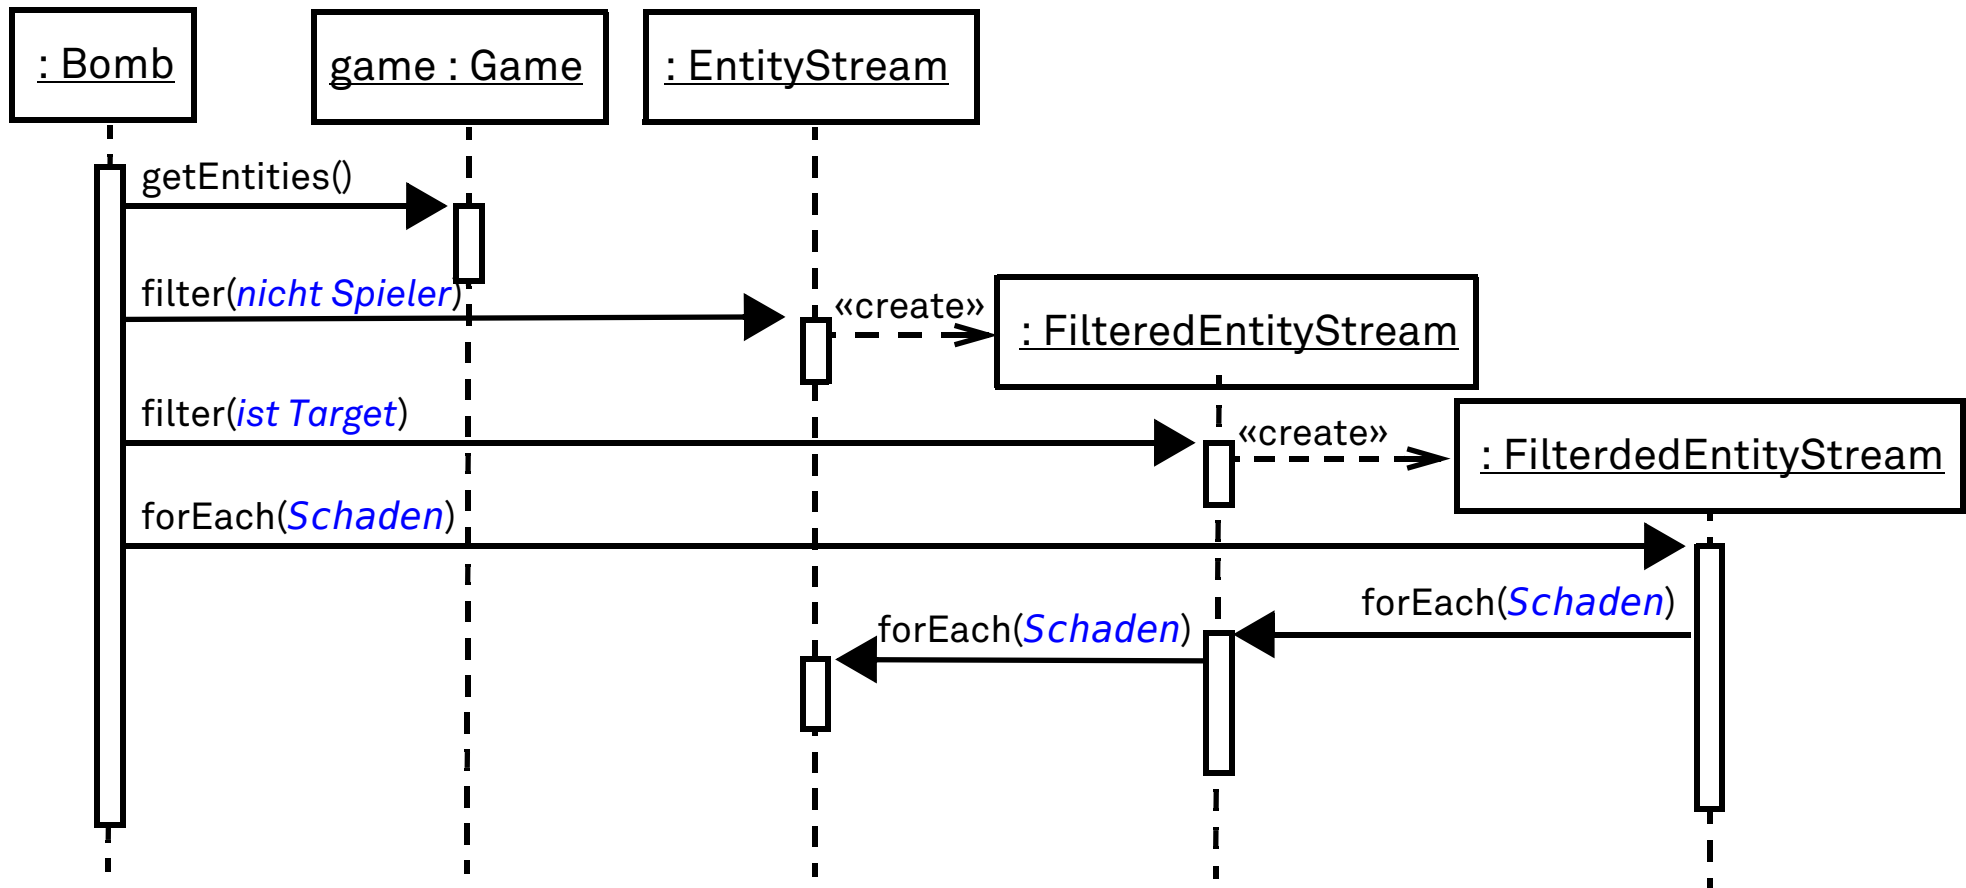 : Bomb
game : Game
: EntityStream
getEntities()
filter(nicht Spieler)
«create»
: FilteredEntityStream
filter(ist Target)
«create»
: FilterdedEntityStream
forEach(Schaden)
forEach(Schaden)
forEach(Schaden)